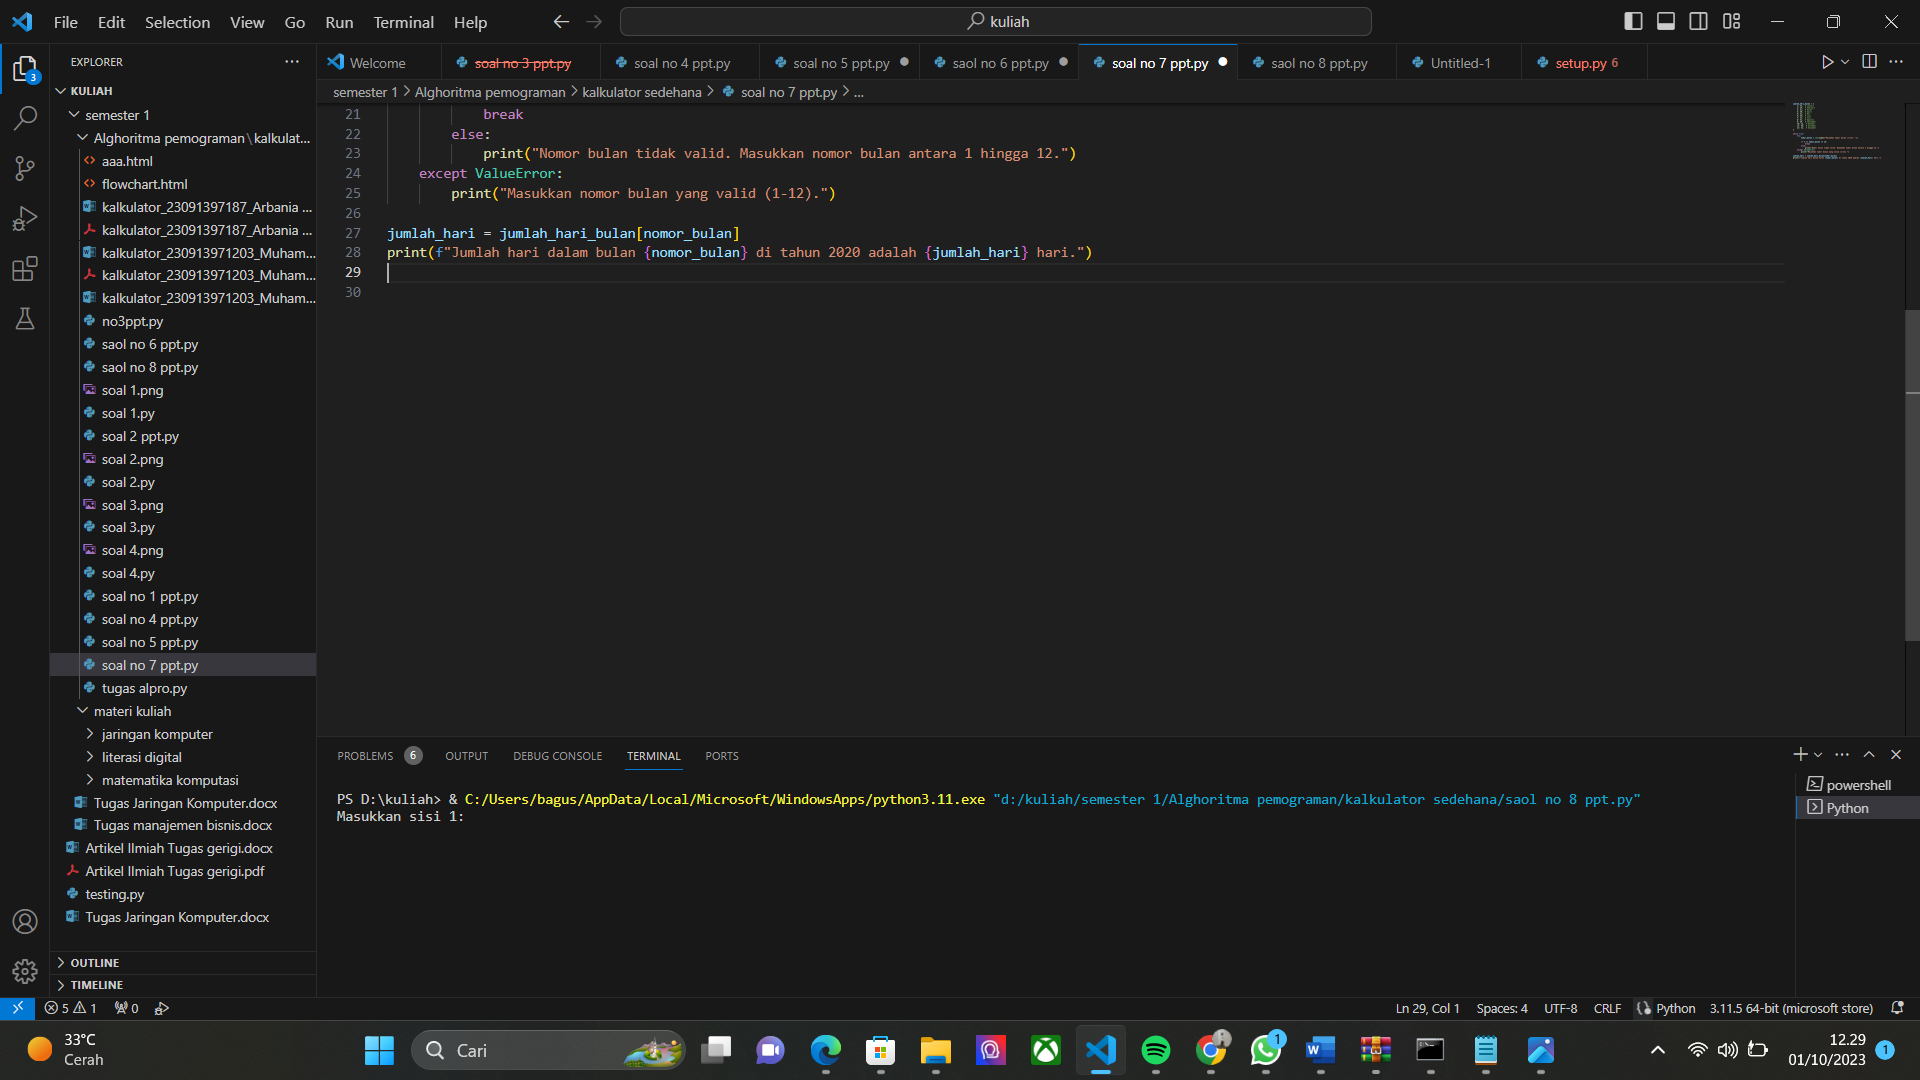 File Edit Selection View Go Run Terminal Help
kuliah
EXPLORER
Welcome
soal no 3 ppt.py
soal no 4 ppt.py
soal no 5 ppt.py
saol no 6 ppt.py
soal no 7 ppt.py
saol no 8 ppt.py
Untitled-1
setup.py 6
semester 1 > Alghoritma pemograman > kalkulator sedehana > soal no 7 ppt.py > ...
KULIAH
semester 1
Alghoritma pemograman\kalkulat...
aaa.html
flowchart.html
kalkulator_23091397187_Arbania ...
kalkulator_23091397187_Arbania ...
kalkulator_230913971203_Muham...
kalkulator_230913971203_Muham...
kalkulator_230913971203_Muham...
no3ppt.py
saol no 6 ppt.py
saol no 8 ppt.py
soal 1.png
soal 1.py
soal 2 ppt.py
soal 2.png
soal 2.py
soal 3.png
soal 3.py
soal 4.png
soal 4.py
soal no 1 ppt.py
soal no 4 ppt.py
soal no 5 ppt.py
soal no 7 ppt.py
tugas alpro.py
materi kuliah
jaringan komputer
literasi digital
matematika komputasi
Tugas Jaringan Komputer.docx
Tugas manajemen bisnis.docx
Artikel Ilmiah Tugas gerigi.docx
Artikel Ilmiah Tugas gerigi.pdf
testing.py
Tugas Jaringan Komputer.docx
OUTLINE
TIMELINE
3
21 break
22 else:
23 print("Nomor bulan tidak valid. Masukkan nomor bulan antara 1 hingga 12.")
24 except ValueError:
25 print("Masukkan nomor bulan yang valid (1-12).")
26
27 jumlah_hari = jumlah_hari_bulan[nomor_bulan]
28 print(f"Jumlah hari dalam bulan {nomor_bulan} di tahun 2020 adalah {jumlah_hari} hari.")
29
30
PROBLEMS 6 OUTPUT DEBUG CONSOLE TERMINAL PORTS
PS D:\kuliah> & C:/Users/bagus/AppData/Local/Microsoft/WindowsApps/python3.11.exe "d:/kuliah/semester 1/Alghoritma pemograman/kalkulator sedehana/saol no 8 ppt.py"
Masukkan sisi 1:
powershell
Python
5 1 0
Ln 29, Col 1 Spaces: 4 UTF-8 CRLF Python 3.11.5 64-bit (microsoft store)
33°C
Cerah
Cari
1
12.29
01/10/2023
1